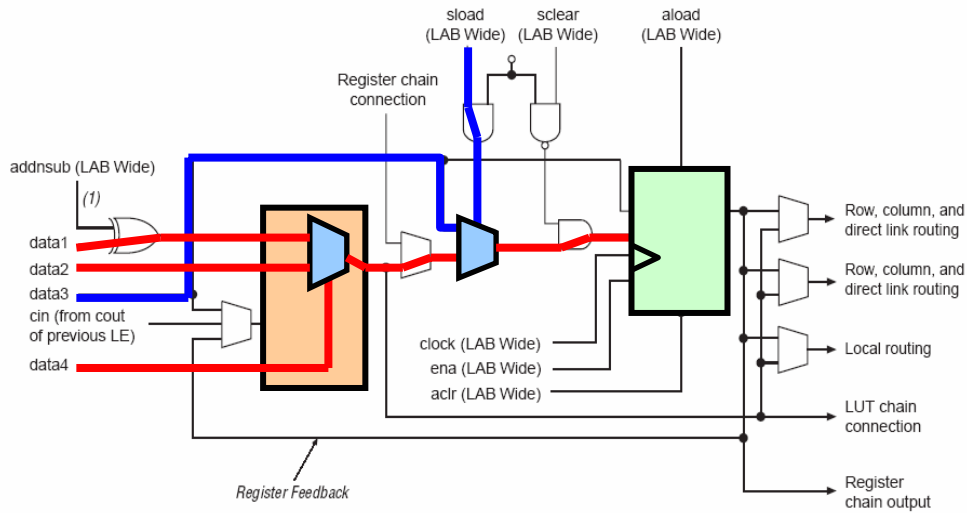 sload
(LAB Wide)
sclear
(LAB Wide)
aload
(LAB Wide)
Register chain
connection
addnsub (LAB Wide)
(1)
data1
data2
data3
cin (from cout
of previous LE)
data4
clock (LAB Wide)
ena (LAB Wide)
aclr (LAB Wide)
Row, column, and
direct link routing
Row, column, and
direct link routing
Local routing
LUT chain
connection
Register
chain output
Register Feedback